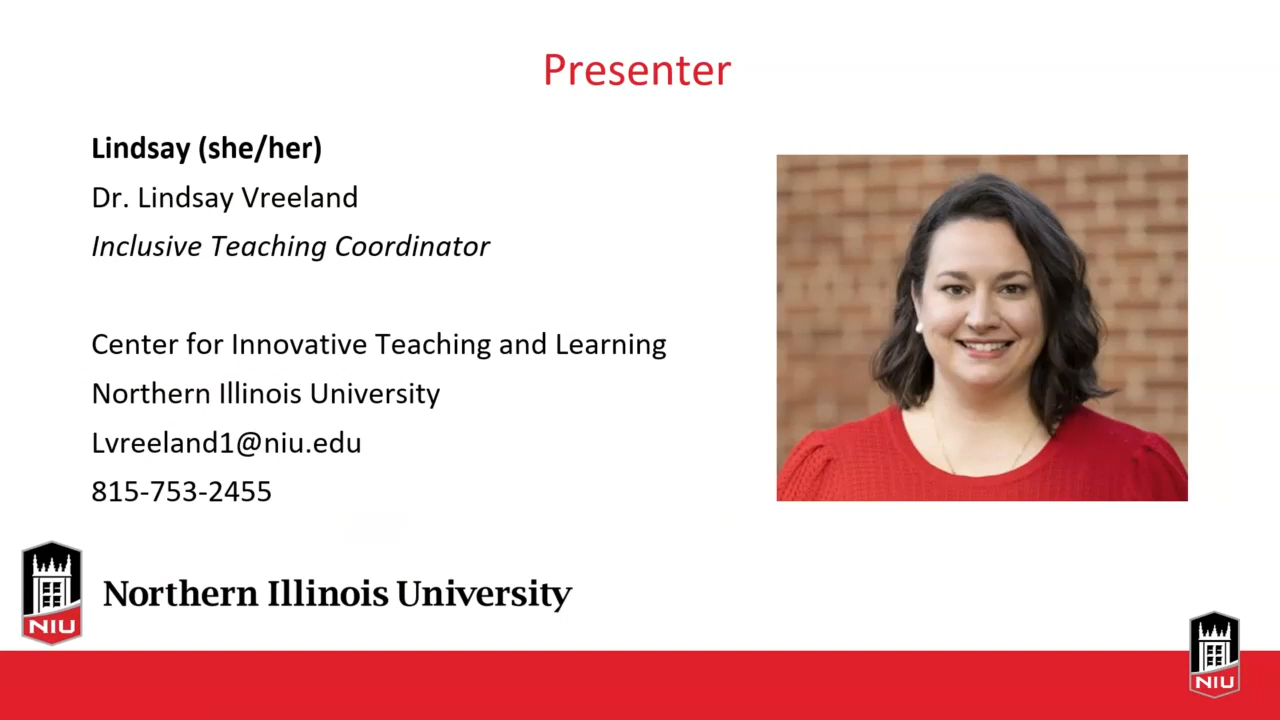 Presenter
Lindsay (she/her)
Dr. Lindsay Vreeland
Inclusive Teaching Coordinator
Center for Innovative Teaching and Learning
Northern Illinois University
Lvreeland1@niu.edu
815-753-2455
NIU
Northern Illinois University
NIU